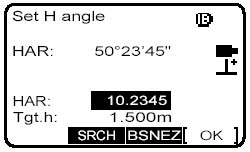 Set H angle
HAR: 50°23'45"
HAR: 10.2345
Tgt.h: 1.500m
SRCH BSNEZ [ OK ]